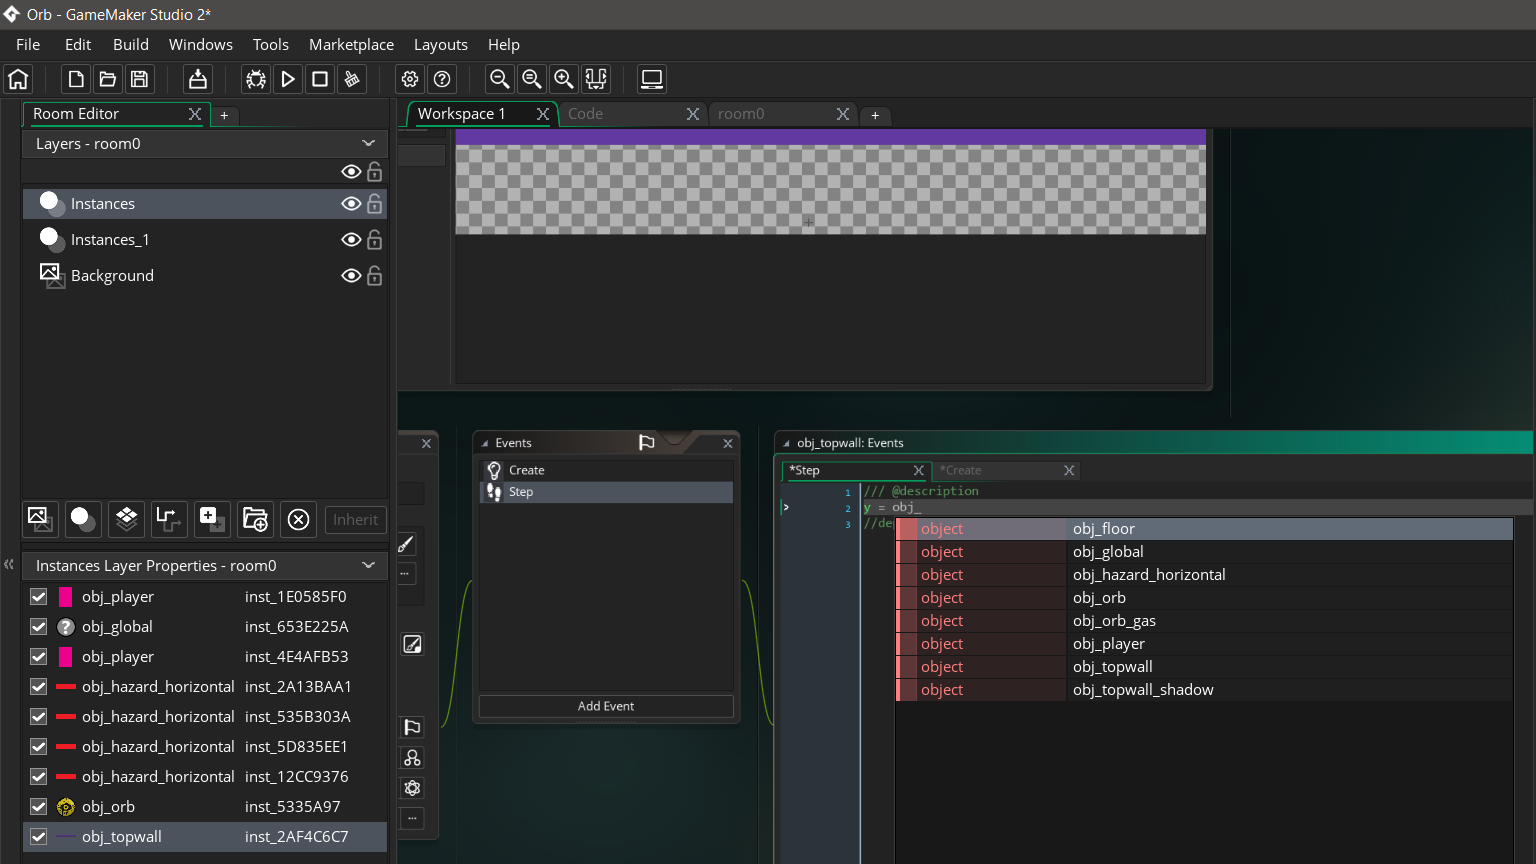 Orb - GameMaker Studio 2*
File Edit Build Windows Tools Marketplace Layouts Help
Room Editor
+
Workspace 1
Code
room0
+
Layers - room0
Instances
Instances_1
Background
Inherit
Instances Layer Properties - room0
obj_player inst_1E0585F0
obj_global inst_653E225A
obj_player inst_4E4AFB53
obj_hazard_horizontal inst_2A13BAA1
obj_hazard_horizontal inst_535B303A
obj_hazard_horizontal inst_5D835EE1
obj_hazard_horizontal inst_12CC9376
obj_orb inst_5335A97
obj_topwall inst_2AF4C6C7
Events
Create
Step
Add Event
obj_topwall: Events
*Step
*Create
1 /// @description
2 y = obj_
3 //de
object obj_floor
object obj_global
object obj_hazard_horizontal
object obj_orb
object obj_orb_gas
object obj_player
object obj_topwall
object obj_topwall_shadow